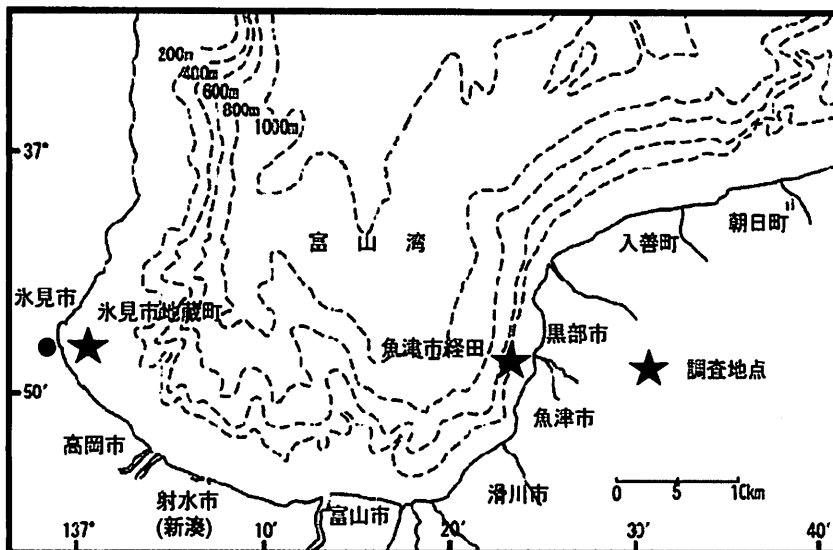 200m
400m
600m
800m
1000m
37°
富山湾
朝日町
入善町
氷見市
氷見市地蔵町
魚津市経田
黒部市
調査地点
50′
魚津市
高岡市
滑川市
射水市
(新湊)
富山市
0 5 10km
137° 10′ 20′ 30′ 40′